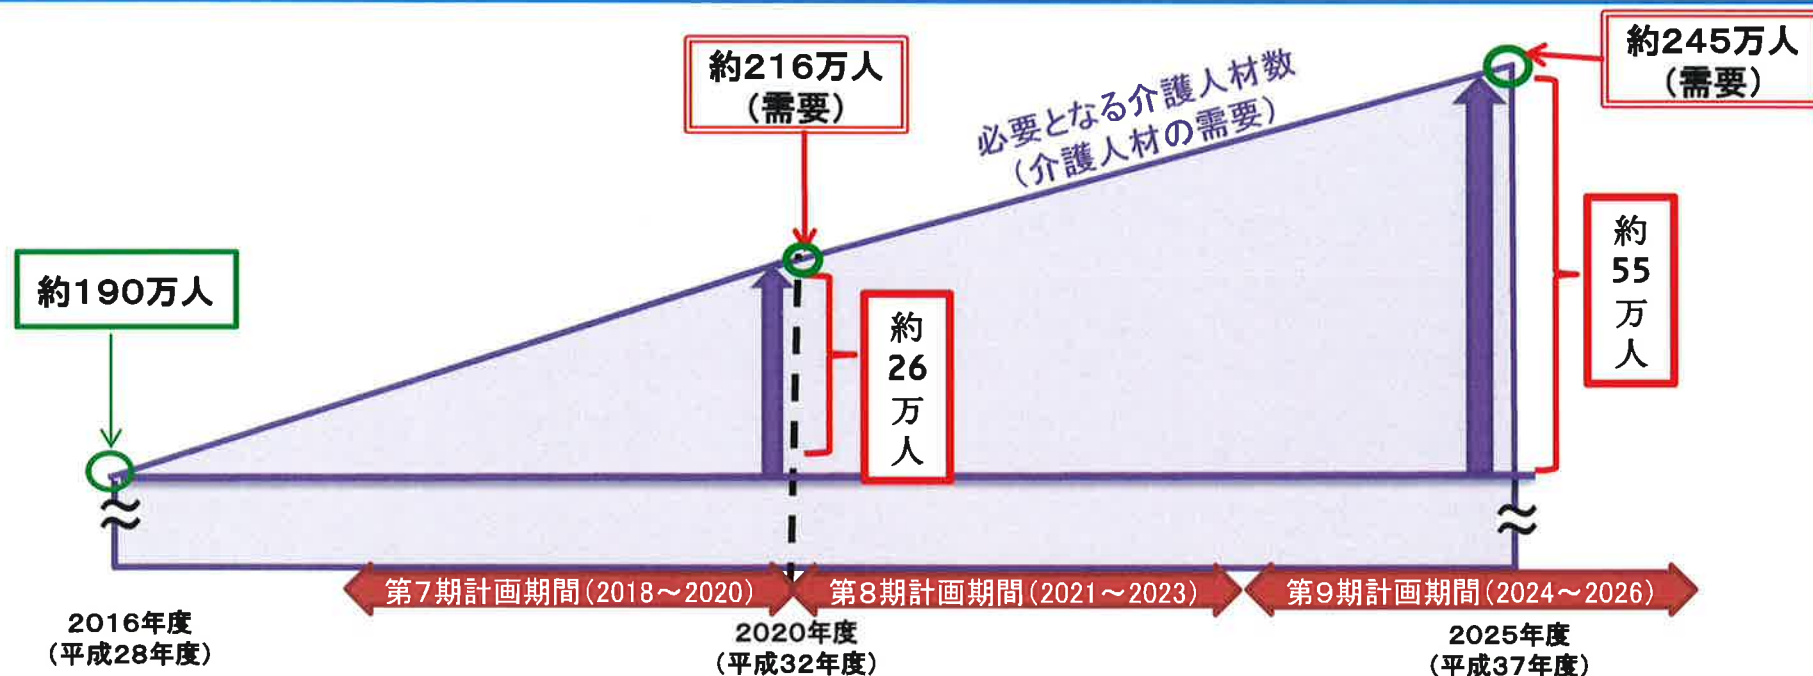 約216万人
(需要)
約245万人
(需要)
必要となる介護人材数
(介護人材の需要)
約190万人
約
26
万
人
約
55
万
人
第7期計画期間(2018～2020)
第8期計画期間(2021～2023)
第9期計画期間(2024～2026)
2016年度
(平成28年度)
2020年度
(平成32年度)
2025年度
(平成37年度)